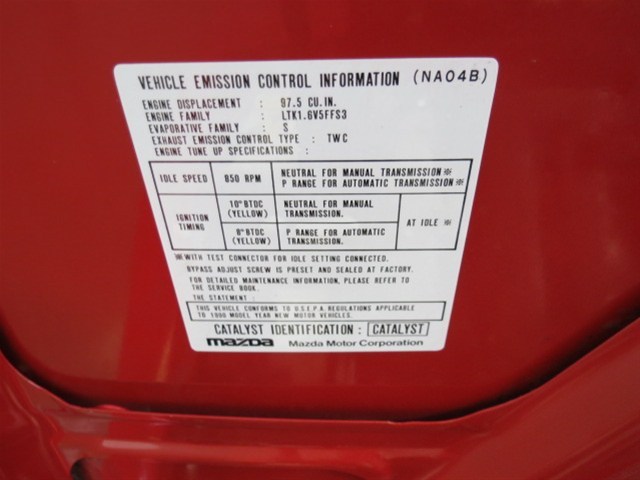 VEHICLE EMISSION CONTROL INFORMATION (NA04B)
ENGINE DISPLACEMENT : 97.5 CU.IN.
ENGINE FAMILY : LTK1.6V5FFS3
EVAPORATIVE FAMILY : S
EXHAUST EMISSION CONTROL TYPE : TWC
ENGINE TUNE UP SPECIFICATIONS :
IDLE SPEED 850 RPM NEUTRAL FOR MANUAL TRANSMISSION※
P RANGE FOR AUTOMATIC TRANSMISSION※
IGNITION TIMING 10° BTDC (YELLOW) NEUTRAL FOR MANUAL TRANSMISSION. AT IDLE ※
8° BTDC (YELLOW) P RANGE FOR AUTOMATIC TRANSMISSION.
※WITH TEST CONNECTOR FOR IDLE SETTING CONNECTED.
BYPASS ADJUST SCREW IS PRESET AND SEALED AT FACTORY.
FOR DETAILED MAINTENANCE INFORMATION, PLEASE REFER TO
THE SERVICE BOOK.
THE STATEMENT :
THIS VEHICLE CONFORMS TO U.S.E.P.A. REGULATIONS APPLICABLE
TO 1990 MODEL YEAR NEW MOTOR VEHICLES.
CATALYST IDENTIFICATION : CATALYST
mazda Mazda Motor Corporation